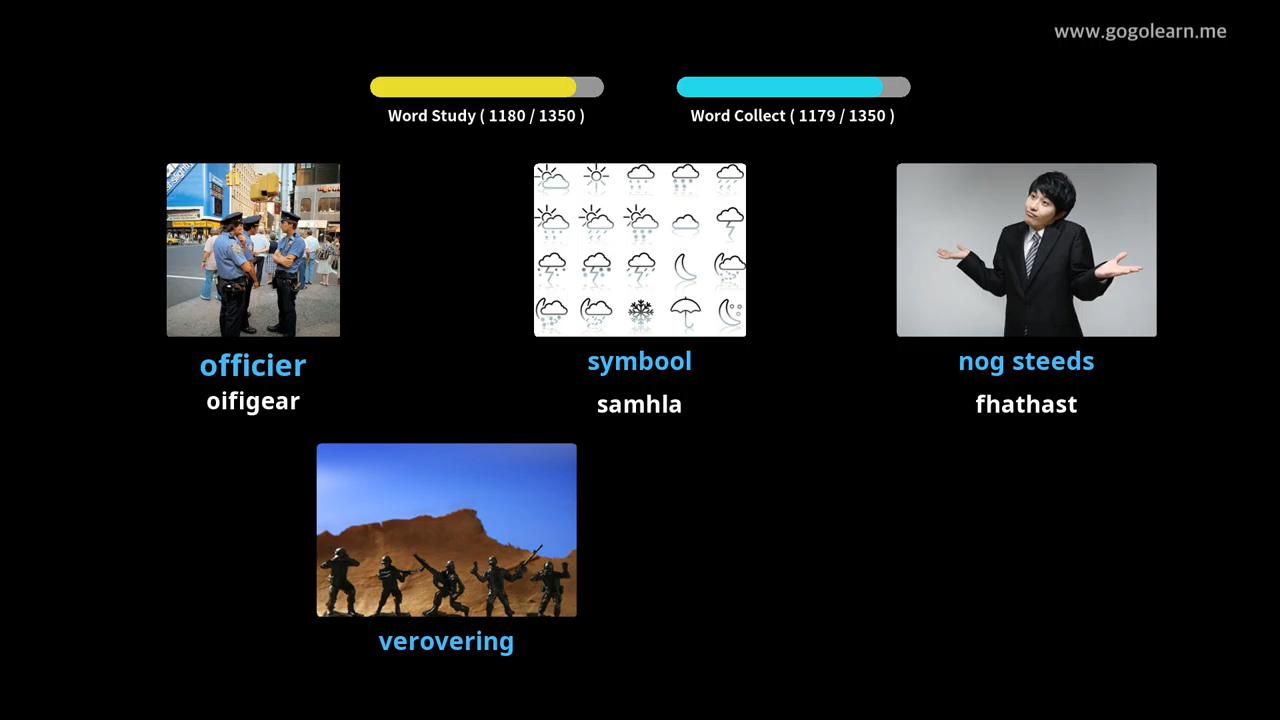 www.gogolearn.me
Word Study ( 1180 / 1350 )
Word Collect ( 1179 / 1350 )
officier
oifigear
symbool
samhla
nog steeds
fhathast
verovering